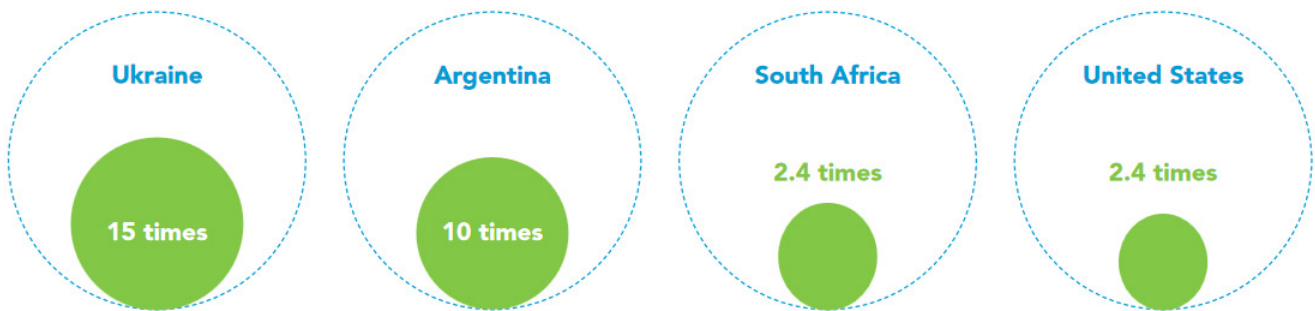 Ukraine
Argentina
South Africa
United States
15 times
10 times
2.4 times
2.4 times